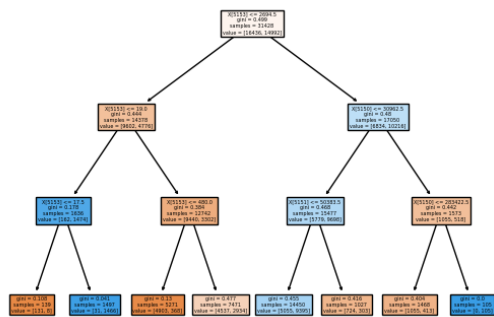 X[5153] <= 2694.5
gini = 0.499
samples = 31428
value = [16436, 14992]
X[5153] <= 19.0
gini = 0.444
samples = 14378
value = [9602, 4776]
X[5150] <= 30962.5
gini = 0.48
samples = 17050
value = [6834, 10216]
X[5153] <= 17.5
gini = 0.178
samples = 1636
value = [162, 1474]
X[5153] <= 480.0
gini = 0.384
samples = 12742
value = [9440, 3302]
X[5151] <= 50383.5
gini = 0.468
samples = 15477
value = [5779, 9698]
X[5150] <= 283422.5
gini = 0.442
samples = 1573
value = [1055, 518]
gini = 0.108
samples = 139
value = [131, 8]
gini = 0.041
samples = 1497
value = [31, 1466]
gini = 0.13
samples = 5271
value = [4903, 368]
gini = 0.477
samples = 7471
value = [4537, 2934]
gini = 0.455
samples = 14450
value = [5055, 9395]
gini = 0.416
samples = 1027
value = [724, 303]
gini = 0.404
samples = 1468
value = [1055, 413]
gini = 0.0
samples = 105
value = [0, 105]